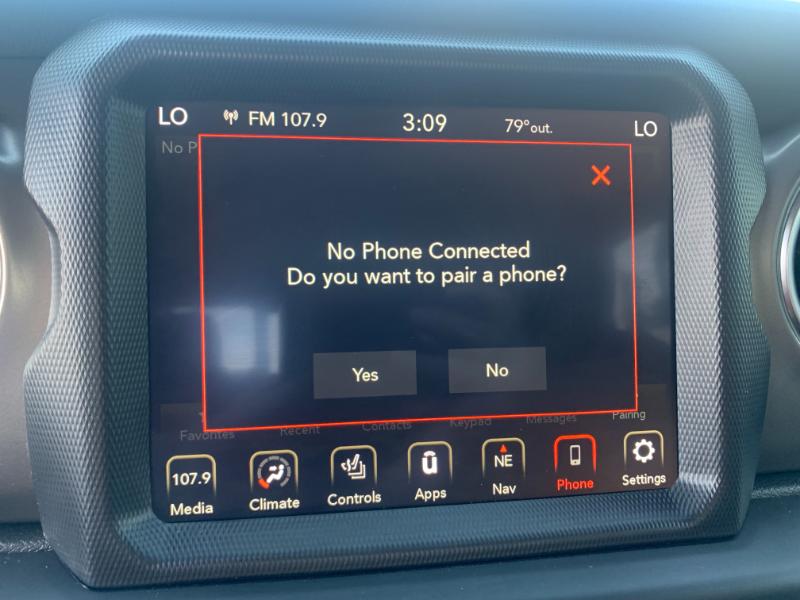 LO FM 107.9 3:09 79°out. LO
No P
No Phone Connected
Do you want to pair a phone?
Yes No
Favorites Recent Contacts Keypad Messages Pairing
107.9 NE
Media Climate Controls Apps Nav Phone Settings